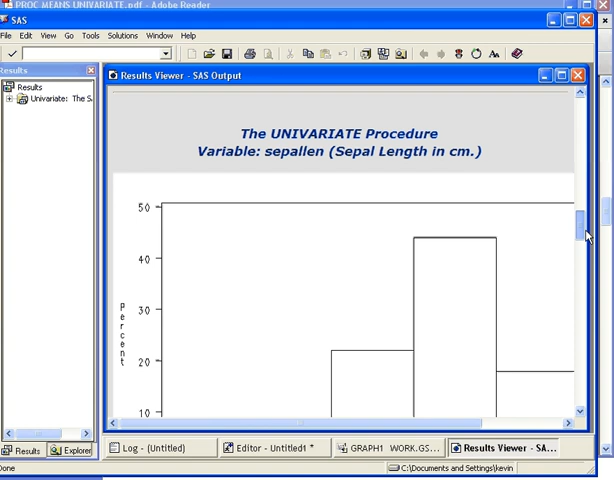 PROC MEANS UNIVARIATE.pdf - Adobe Reader
SAS
File Edit View Go Tools Solutions Window Help
Results
Results
Univariate: The S
Results Viewer - SAS Output
The UNIVARIATE Procedure
Variable: sepallen (Sepal Length in cm.)
50
40
30
20
10
Percent
Results
Explorer
Log - (Untitled)
Editor - Untitled1 *
GRAPH1 WORK.GS...
Results Viewer - SA...
Done
C:\Documents and Settings\kevin